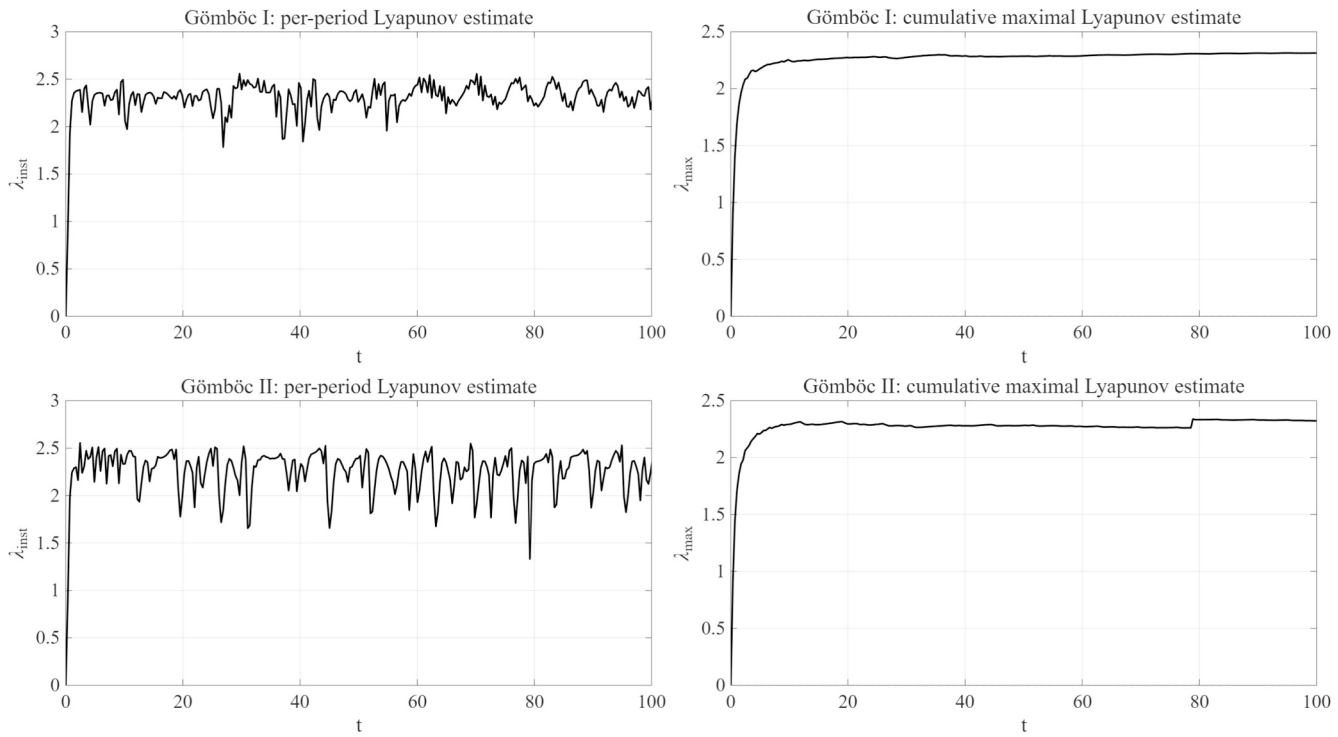 Gömböc I: per-period Lyapunov estimate
3
2.5
2
1.5
1
0.5
0
λinst
0 20 40 60 80 100
t
Gömböc I: cumulative maximal Lyapunov estimate
2.5
2
1.5
1
0.5
0
λmax
0 20 40 60 80 100
t
Gömböc II: per-period Lyapunov estimate
3
2.5
2
1.5
1
0.5
0
λinst
0 20 40 60 80 100
t
Gömböc II: cumulative maximal Lyapunov estimate
2.5
2
1.5
1
0.5
0
λmax
0 20 40 60 80 100
t